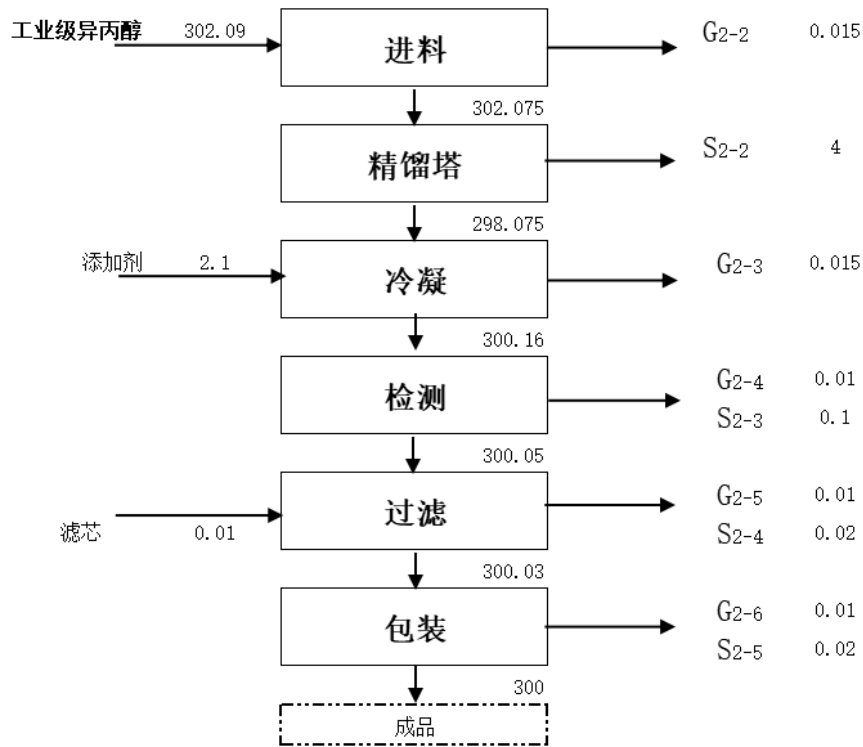 工业级异丙醇 302.09
进料
G2-2 0.015
302.075
精馏塔
S2-2 4
298.075
添加剂 2.1
冷凝
G2-3 0.015
300.16
检测
G2-4 0.01
S2-3 0.1
300.05
过滤
G2-5 0.01
滤芯 0.01
S2-4 0.02
300.03
包装
G2-6 0.01
S2-5 0.02
300
成品